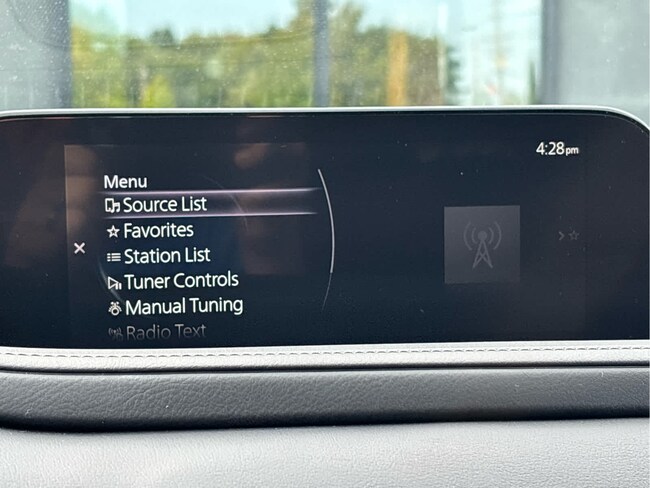 4:28pm
Menu
Source List
Favorites
Station List
Tuner Controls
Manual Tuning
Radio Text